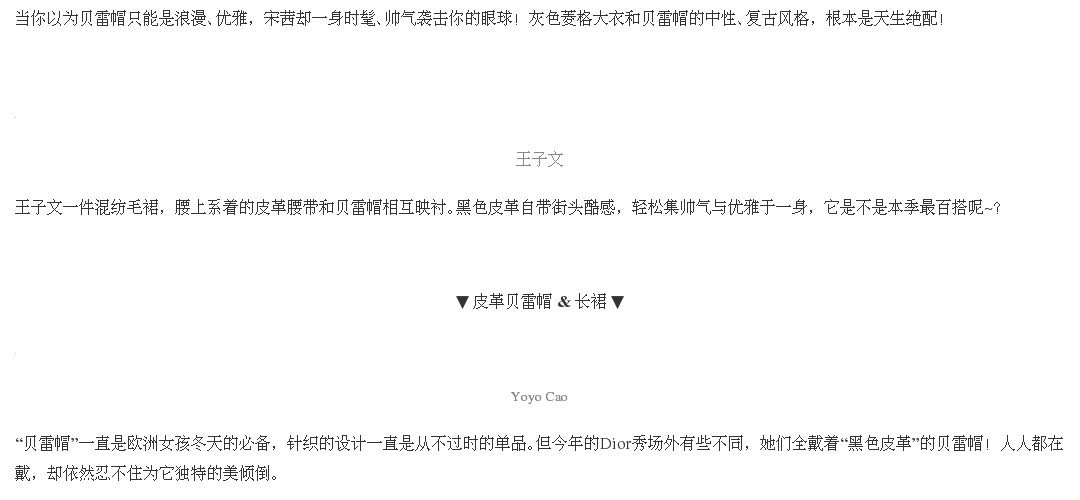 当你以为贝雷帽只能是浪漫、优雅，宋茜却一身时髦、帅气袭击你的眼球！灰色菱格大衣和贝雷帽的中性、复古风格，根本是天生绝配！
王子文
王子文一件混纺毛裙，腰上系着的皮革腰带和贝雷帽相互映衬。黑色皮革自带街头酷感，轻松集帅气与优雅于一身，它是不是本季最百搭呢~？
▼皮革贝雷帽 & 长裙▼
Yoyo Cao
“贝雷帽”一直是欧洲女孩冬天的必备，针织的设计一直是从不过时的单品。但今年的Dior秀场外有些不同，她们全戴着“黑色皮革”的贝雷帽！人人都在
戴，却依然忍不住为它独特的美倾倒。